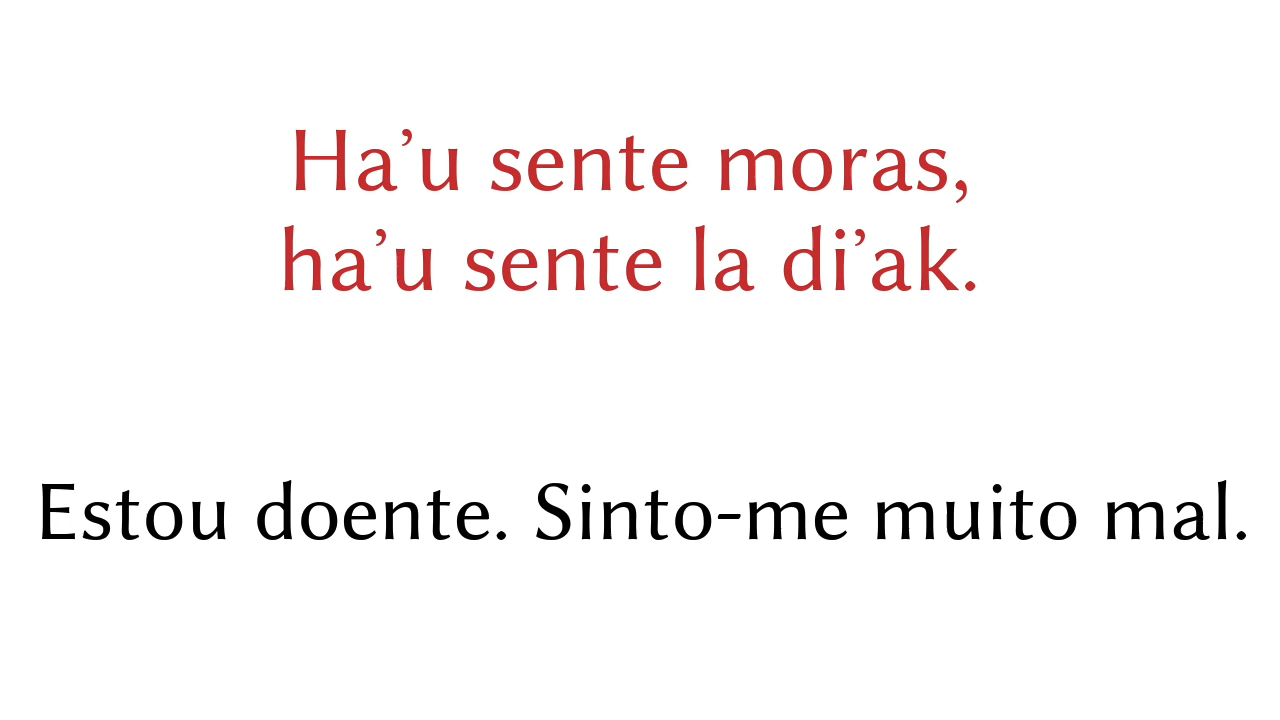 Ha’u sente moras,
ha’u sente la di’ak.
Estou doente. Sinto-me muito mal.